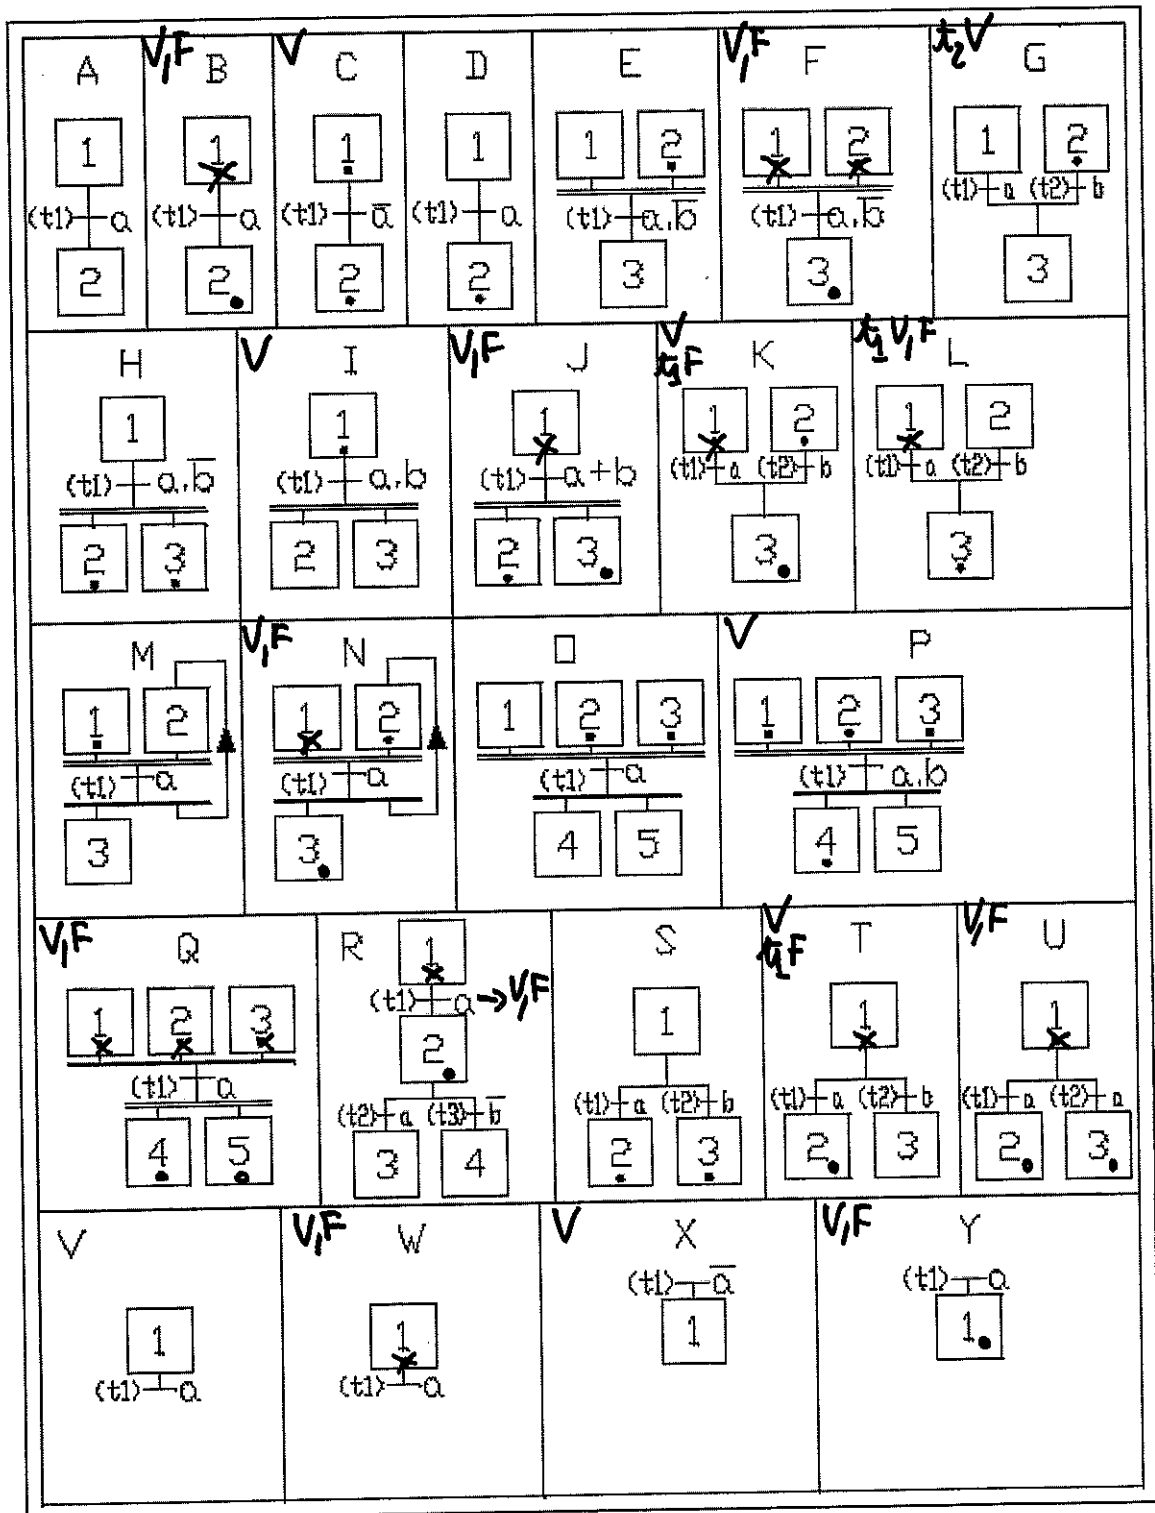 V,F V V,F t₂V
A B C D E F G
1 1 1 1 1 2 1 2 1 2
(t1) a (t1) a (t1) a̅ (t1) a (t1) a.b̅ (t1) a.b̅ (t1) a (t2) b
2 2 2 2 3 3 3
V V,F V t₁V,F
t₁F
H I J K L
1 1 1 1 2 1 2
(t1) a.b̅ (t1) a.b (t1) a+b (t1) a (t2) b (t1) a (t2) b
2 3 2 3 2 3 3 3
V,F V
M N O P
1 2 1 2 1 2 3 1 2 3
(t1) a (t1) a (t1) a (t1) a.b
3 3 4 5 4 5
V,F V V,F
t₁F
Q R S T U
1 2 3 1 1 1 1
(t1) a (t1) a → V,F
2
4 5 (t2) a (t3) b̅ (t1) a (t2) b (t1) a (t2) b (t1) a (t2) a
3 4 2 3 2 3 2 3
V,F V V,F
V W X Y
(t1) a̅ (t1) a
1 1 1 1
(t1) a (t1) a